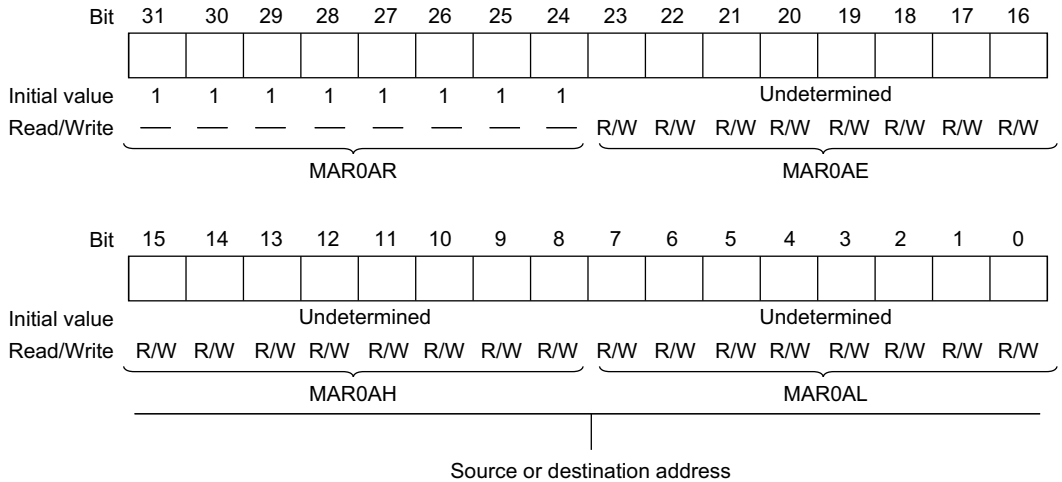 Bit 31 30 29 28 27 26 25 24 23 22 21 20 19 18 17 16
Initial value 1 1 1 1 1 1 1 1 Undetermined
Read/Write — — — — — — — — R/W R/W R/W R/W R/W R/W R/W R/W
MAR0AR MAR0AE
Bit 15 14 13 12 11 10 9 8 7 6 5 4 3 2 1 0
Initial value Undetermined Undetermined
Read/Write R/W R/W R/W R/W R/W R/W R/W R/W R/W R/W R/W R/W R/W R/W R/W R/W
MAR0AH MAR0AL
Source or destination address